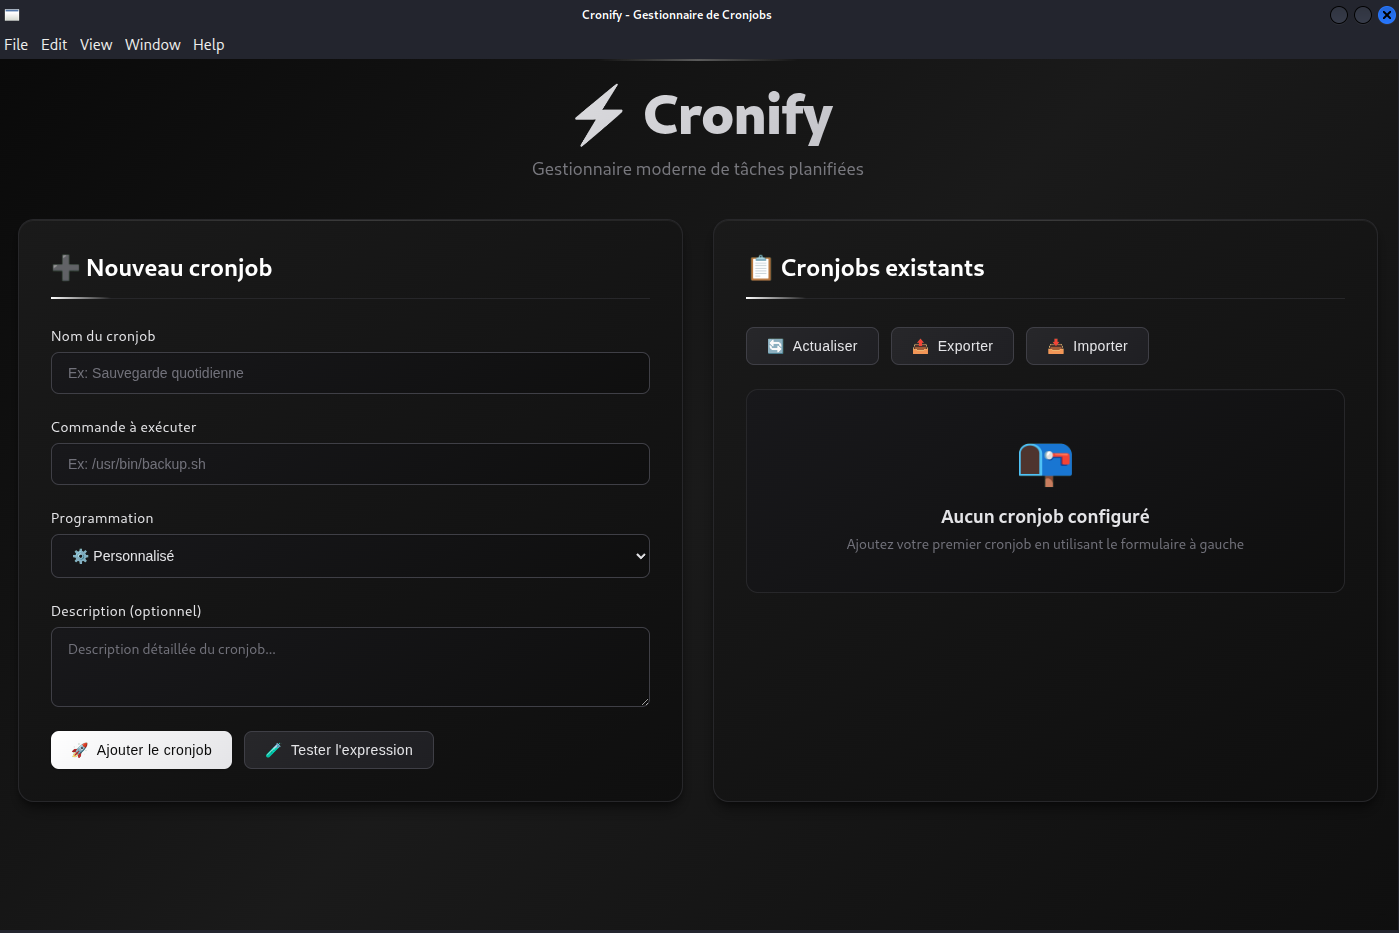 Cronify - Gestionnaire de Cronjobs
File Edit View Window Help
⚡ Cronify
Gestionnaire moderne de tâches planifiées
➕ Nouveau cronjob
Nom du cronjob
Ex: Sauvegarde quotidienne
Commande à exécuter
Ex: /usr/bin/backup.sh
Programmation
⚙️ Personnalisé
Description (optionnel)
Description détaillée du cronjob...
🚀 Ajouter le cronjob
🧪 Tester l'expression
📋 Cronjobs existants
🔄 Actualiser
📤 Exporter
📥 Importer
📭 
Aucun cronjob configuré
Ajoutez votre premier cronjob en utilisant le formulaire à gauche